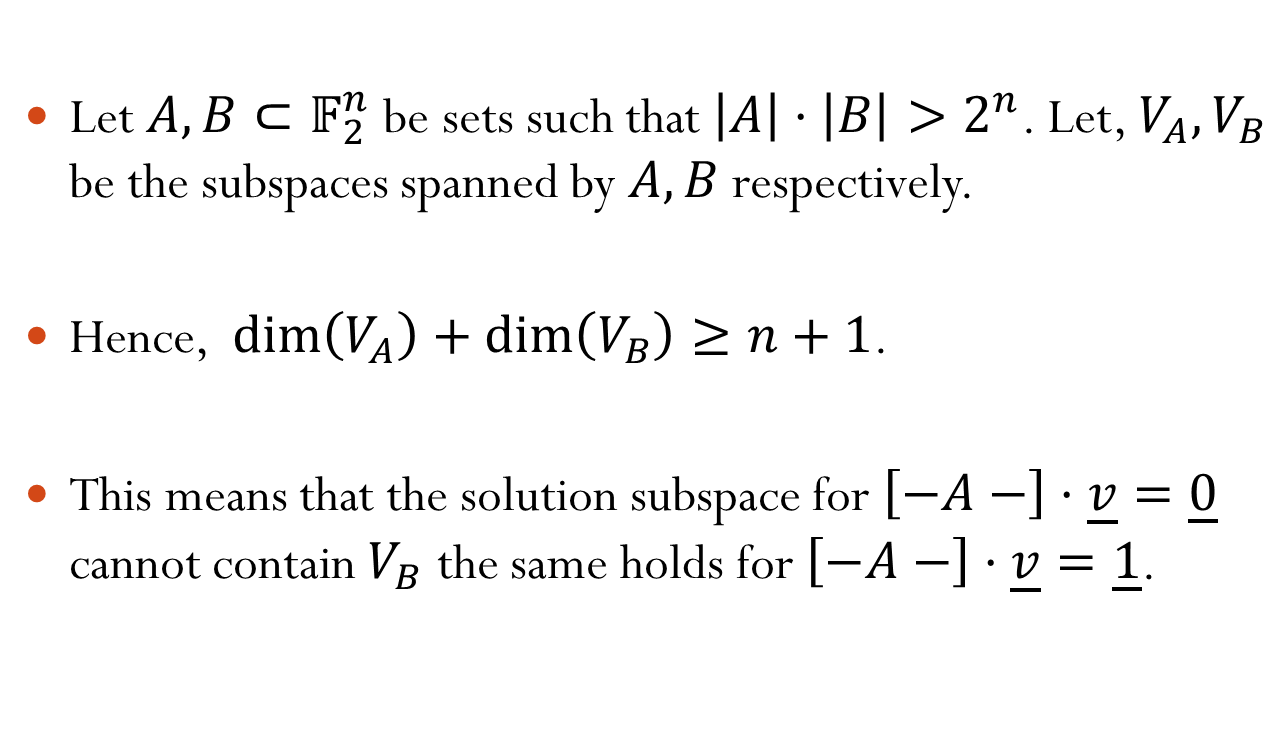 • Let A, B ⊂ 𝔽₂ⁿ be sets such that |A| · |B| > 2ⁿ. Let, V_A, V_B
be the subspaces spanned by A, B respectively.
• Hence, dim(V_A) + dim(V_B) ≥ n + 1.
• This means that the solution subspace for [−A −] · v̲ = 0̲
cannot contain V_B the same holds for [−A −] · v̲ = 1̲.